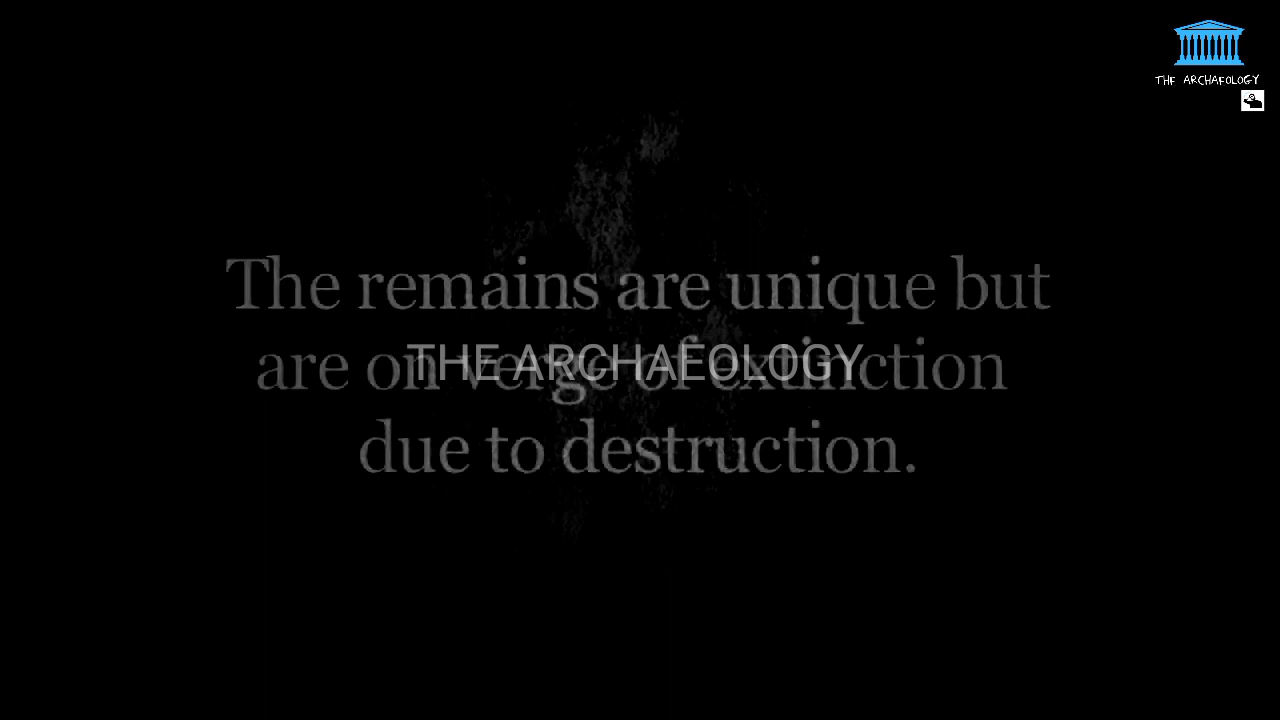 THE ARCHAEOLOGY
The remains are unique but
are on verge of extinction
due to destruction.
THE ARCHAEOLOGY